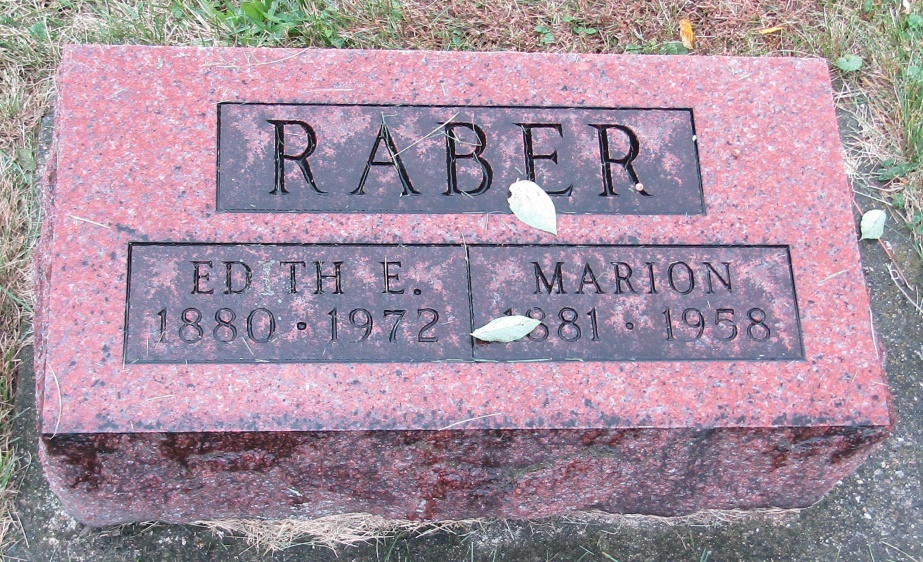 RABER
EDITH E.
1880 · 1972
MARION
1881 · 1958